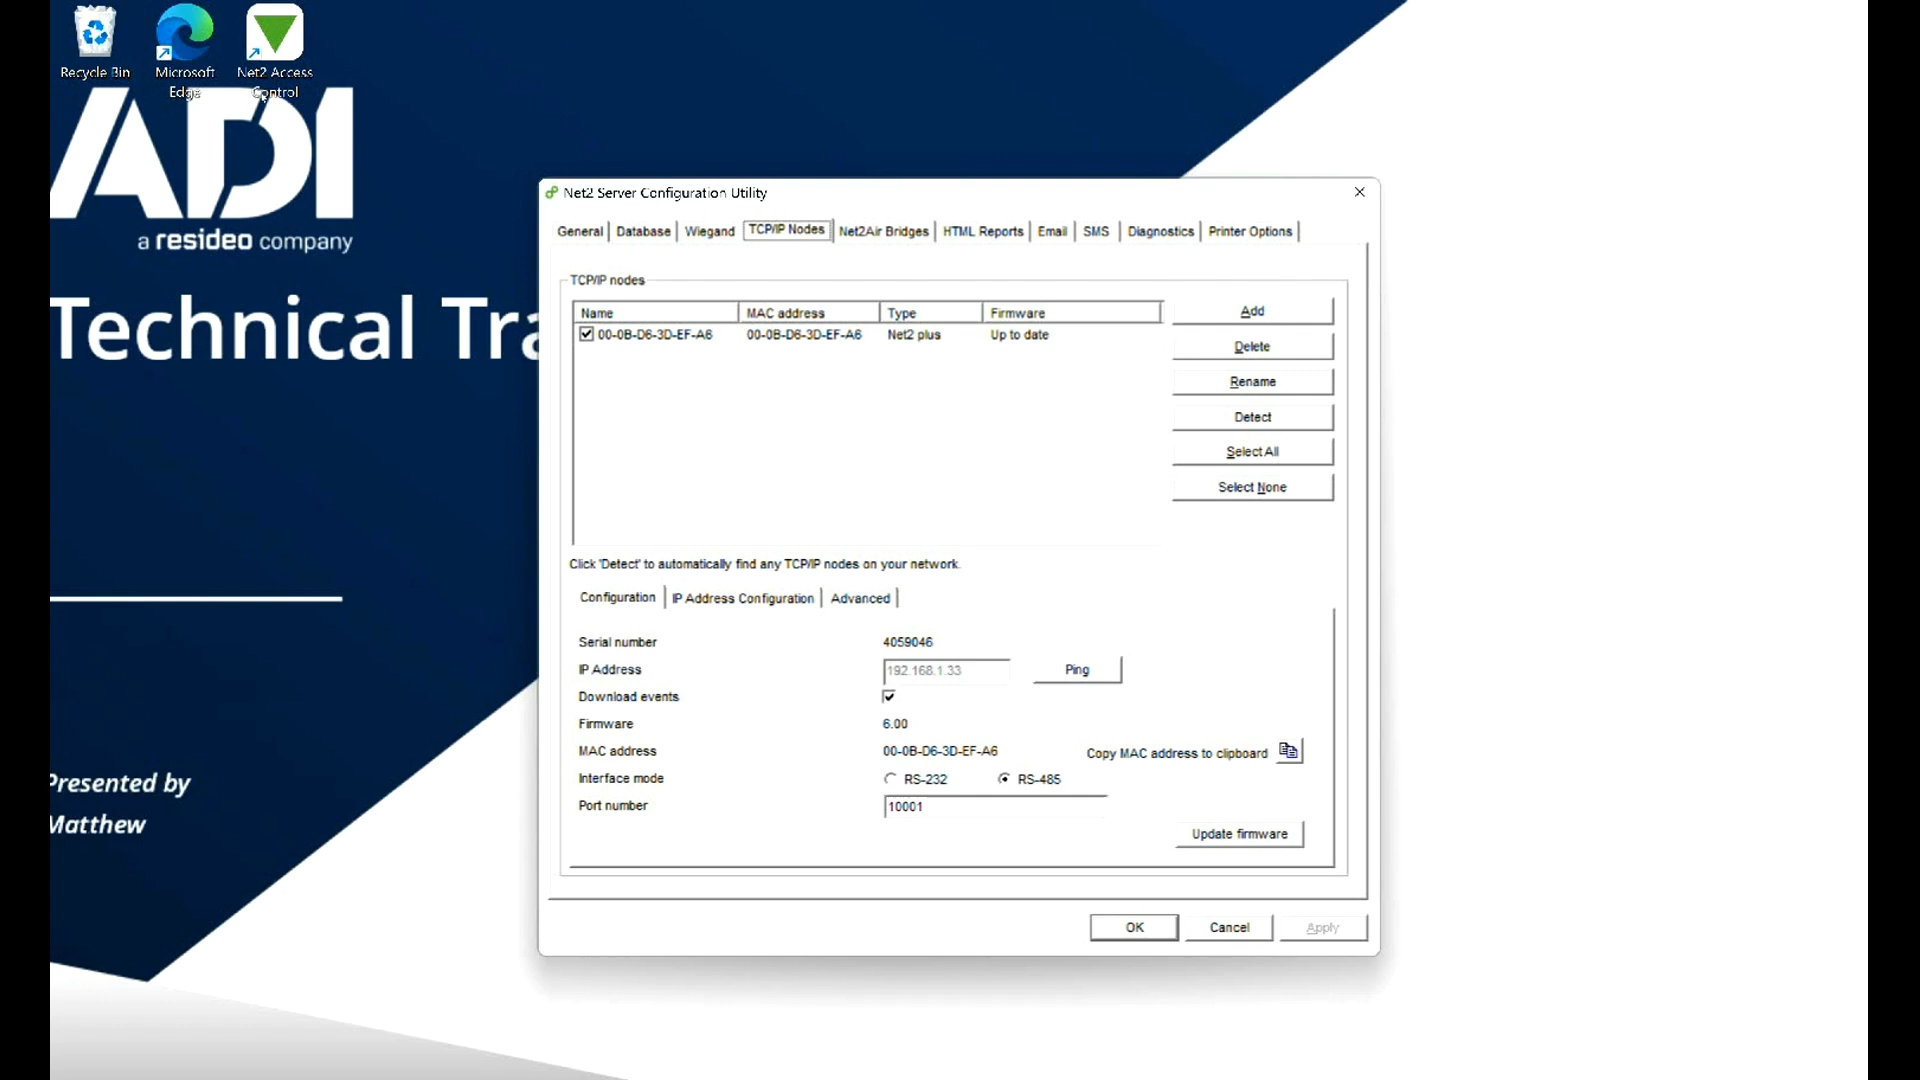 Recycle Bin
Microsoft
Edge
Net2 Access
Control
ADI
a resideo company
Technical Tra
Presented by
Matthew
Net2 Server Configuration Utility
General
Database
Wiegand
TCP/IP Nodes
Net2Air Bridges
HTML Reports
Email
SMS
Diagnostics
Printer Options
TCP/IP nodes
Name MAC address Type Firmware
00-0B-D6-3D-EF-A6 00-0B-D6-3D-EF-A6 Net2 plus Up to date
Add
Delete
Rename
Detect
Select All
Select None
Click 'Detect' to automatically find any TCP/IP nodes on your network.
Configuration
IP Address Configuration
Advanced
Serial number 4059046
IP Address 192.168.1.33 Ping
Download events
Firmware 6.00
MAC address 00-0B-D6-3D-EF-A6 Copy MAC address to clipboard
Interface mode RS-232 RS-485
Port number 10001
Update firmware
OK
Cancel
Apply